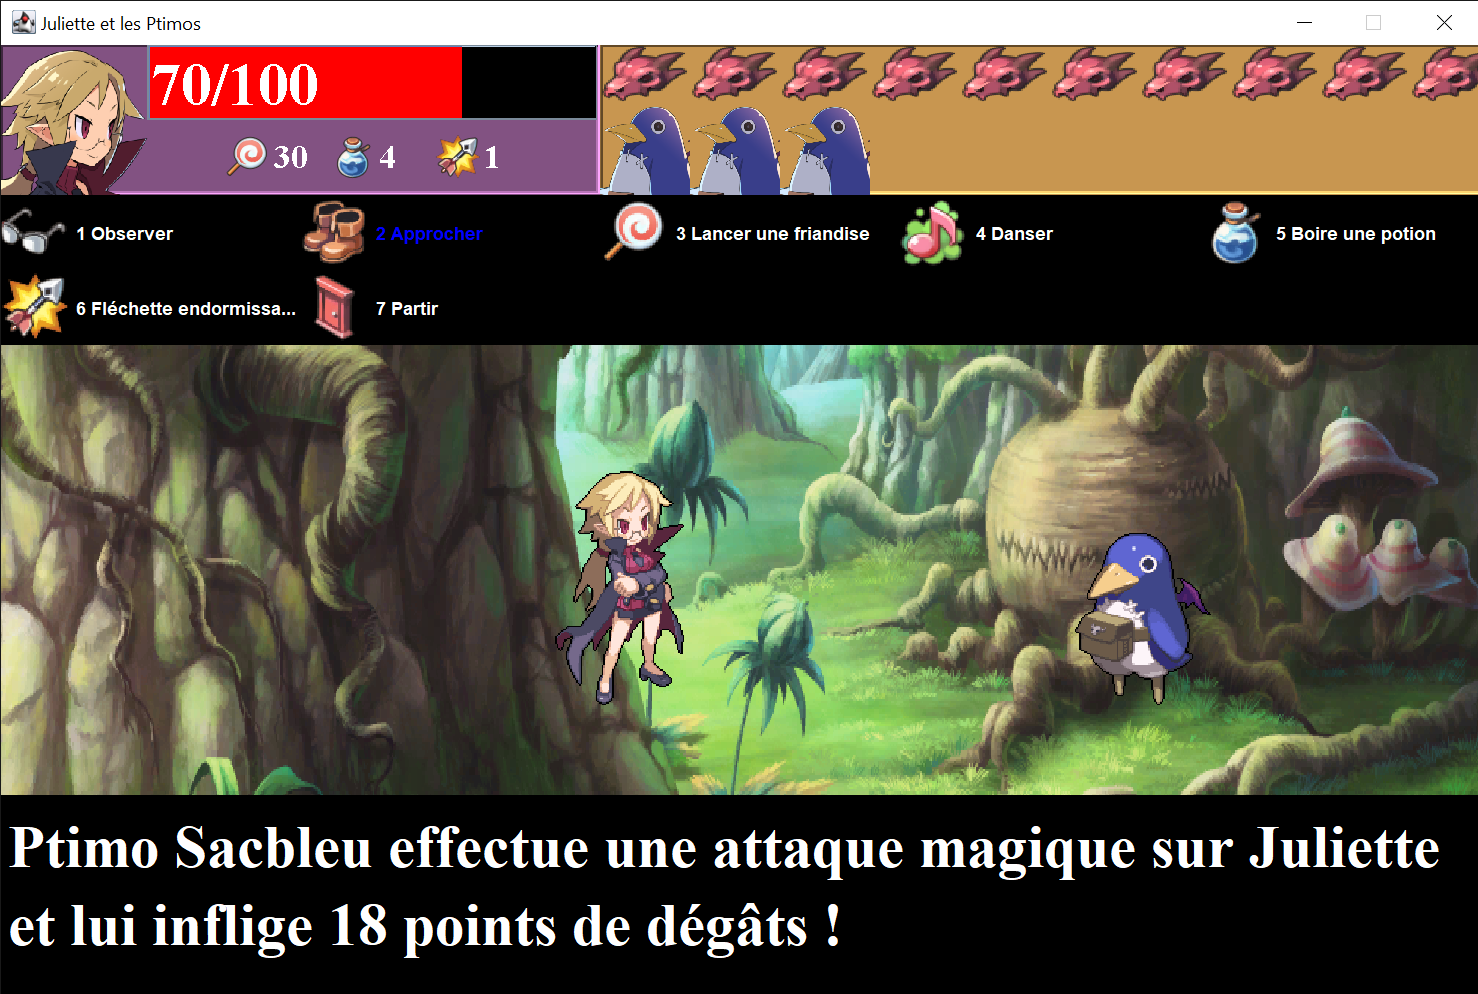 Juliette et les Ptimos
70/100
30 4 1
1 Observer 2 Approcher 3 Lancer une friandise 4 Danser 5 Boire une potion
6 Fléchette endormissa... 7 Partir
Ptimo Sacbleu effectue une attaque magique sur Juliette
et lui inflige 18 points de dégâts !